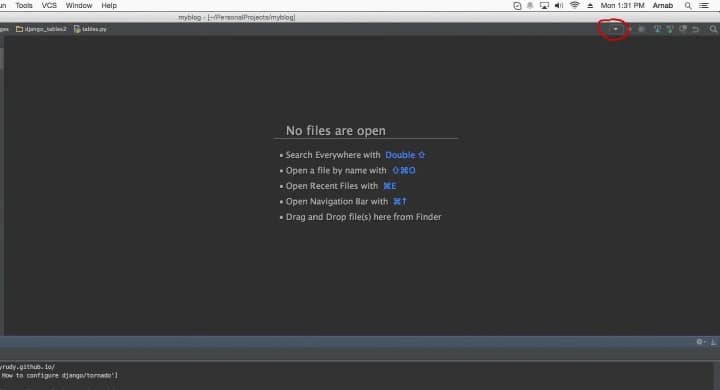 un Tools VCS Window Help Mon 1:31 PM Arnab
myblog - [~/PersonalProjects/myblog]
ges django_tables2 tables.py
No files are open
▪ Search Everywhere with Double ⇧
▪ Open a file by name with ⇧⌘O
▪ Open Recent Files with ⌘E
▪ Open Navigation Bar with ⌘↑
▪ Drag and Drop file(s) here from Finder
yrudy.github.io/
How to configure django/tornado']